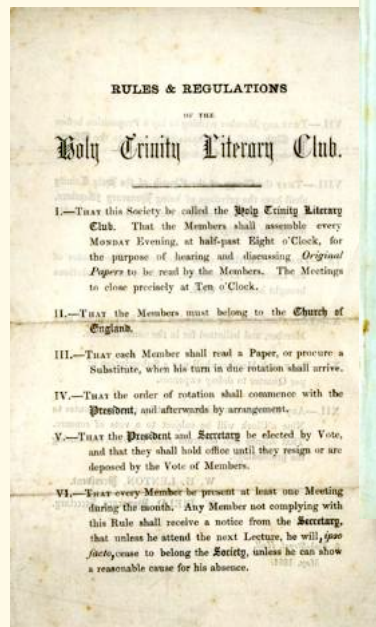 RULES & REGULATIONS
OF THE
Holy Trinity Literary Club.
I.—THAT this Society be called the Holy Trinity Literary
Club. That the Members shall assemble every
MONDAY Evening, at half-past Eight o'Clock, for
the purpose of hearing and discussing Original
Papers to be read by the Members. The Meetings
to close precisely at Ten o'Clock.
II.—THAT the Members must belong to the Church of
England.
III.—THAT each Member shall read a Paper, or procure a
Substitute, when his turn in due rotation shall arrive.
IV.—THAT the order of rotation shall commence with the
President, and afterwards by arrangement.
V.—THAT the President and Secretary be elected by Vote,
and that they shall hold office until they resign or are
deposed by the Vote of Members.
VI.—THAT every Member be present at least one Meeting
during the month. Any Member not complying with
this Rule shall receive a notice from the Secretary,
that unless he attend the next Lecture, he will, ipso
facto, cease to belong the Society, unless he can show
a reasonable cause for his absence.